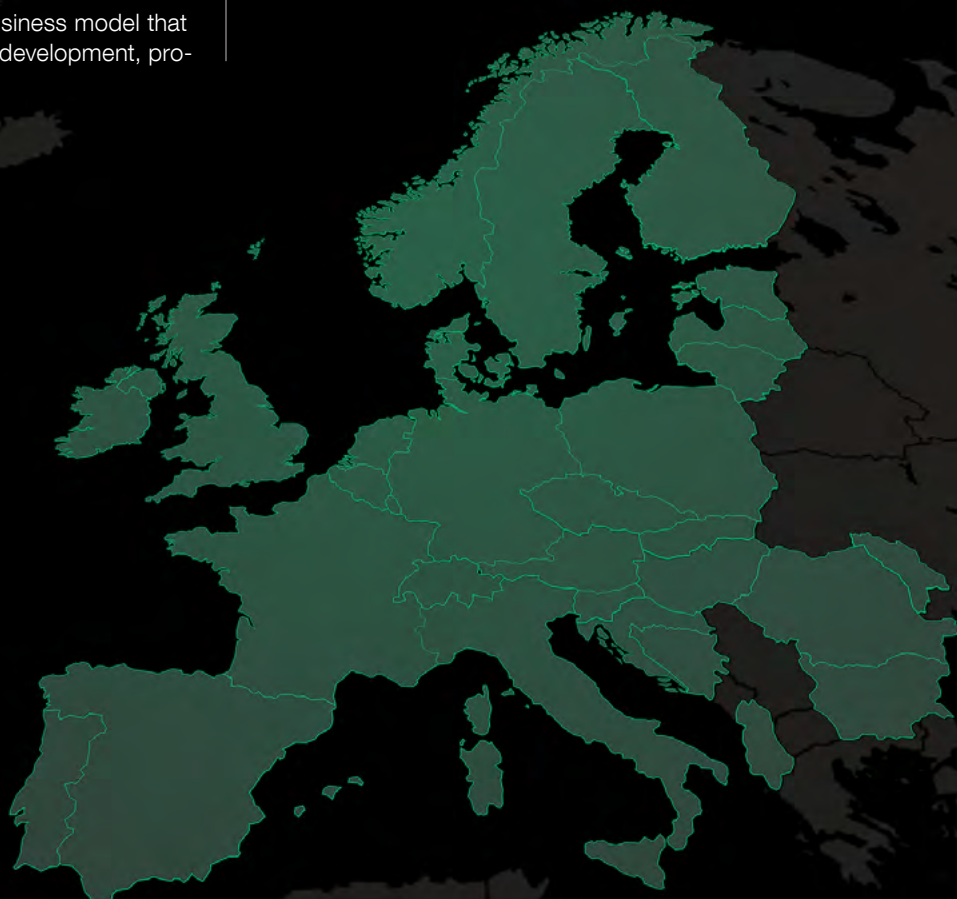 siness model that
development, pro-